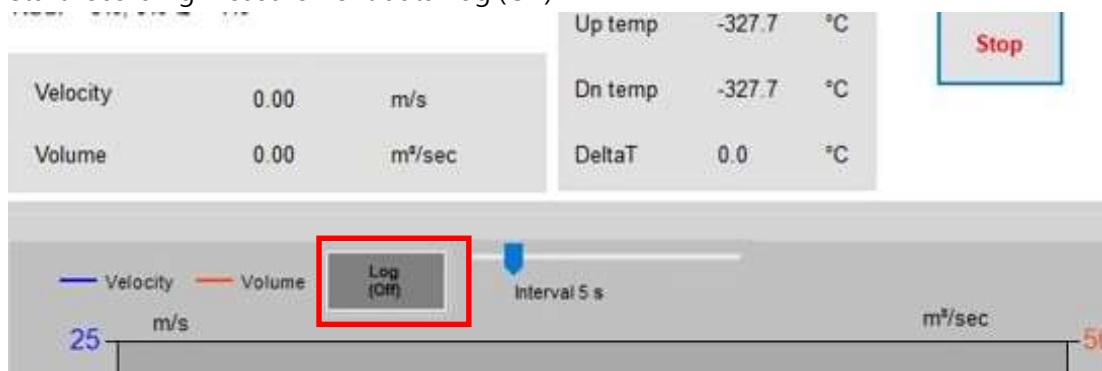 Up temp -327.7 °C
Stop
Velocity 0.00 m/s
Dn temp -327.7 °C
Volume 0.00 m³/sec
DeltaT 0.0 °C
Velocity
Volume
Log
(Off)
Interval 5 s
m/s
m³/sec
25